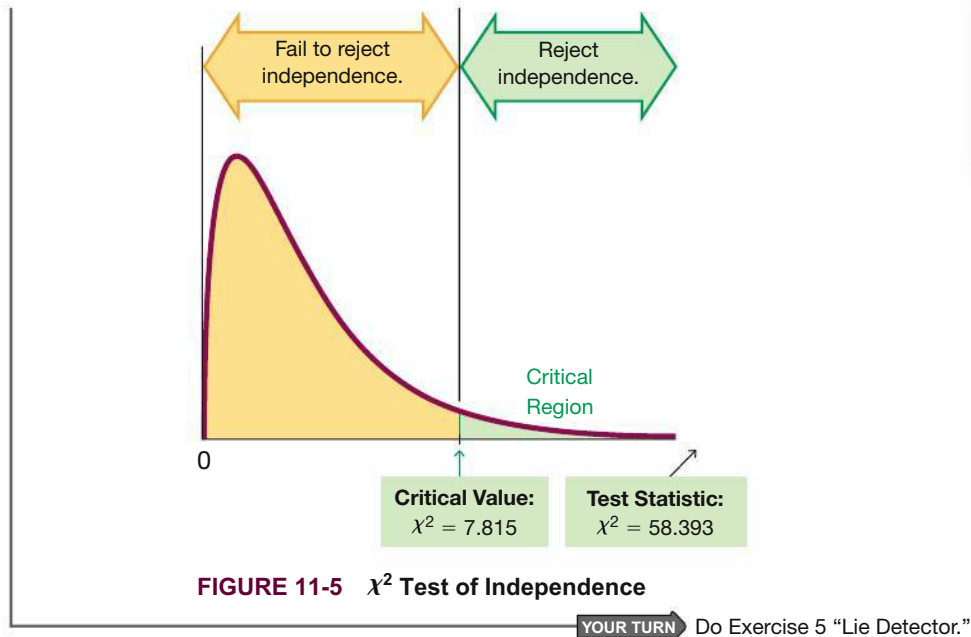 Fail to reject
independence.
Reject
independence.
Critical
Region
0
Critical Value:
χ² = 7.815
Test Statistic:
χ² = 58.393
FIGURE 11-5 χ² Test of Independence
YOUR TURN Do Exercise 5 “Lie Detector.”